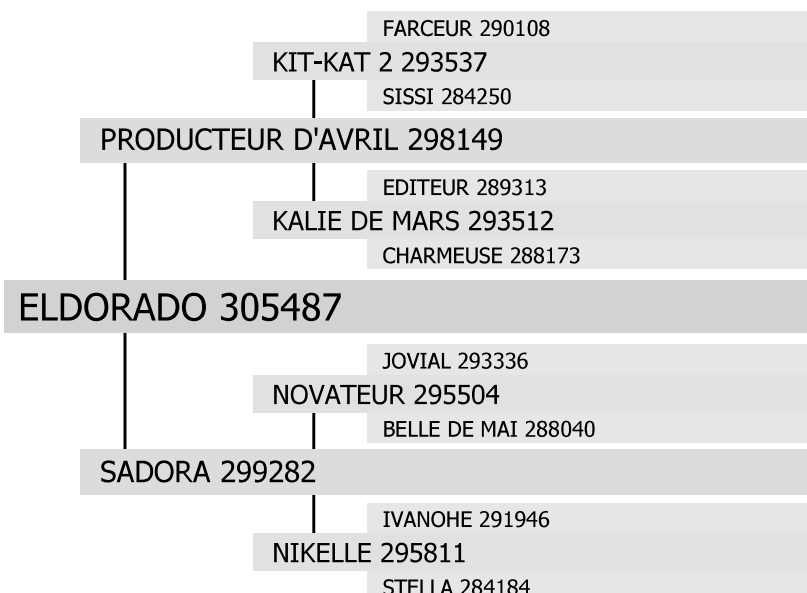 FARCEUR 290108
KIT-KAT 2 293537
SISSI 284250
PRODUCTEUR D'AVRIL 298149
EDITEUR 289313
KALIE DE MARS 293512
CHARMEUSE 288173
ELDORADO 305487
JOVIAL 293336
NOVATEUR 295504
BELLE DE MAI 288040
SADORA 299282
IVANOHE 291946
NIKELLE 295811
STELLA 284184